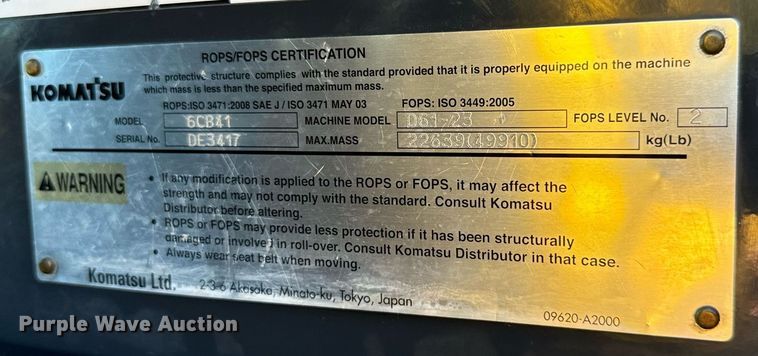 ROPS/FOPS CERTIFICATION
KOMATSU
This protective structure complies with the standard provided that it is properly equipped on the machine
which mass is less than the specified maximum mass.
ROPS:ISO 3471:2008 SAE J / ISO 3471 MAY 03 FOPS: ISO 3449:2005
MODEL 6CB41 MACHINE MODEL D61-23 FOPS LEVEL No. 2
SERIAL No. DE3417 MAX.MASS 22639(49910) kg(Lb)
WARNING
• If any modification is applied to the ROPS or FOPS, it may affect the
strength and may not comply with the standard. Consult Komatsu
Distributor before altering.
• ROPS or FOPS may provide less protection if it has been structurally
damaged or involved in roll-over. Consult Komatsu Distributor in that case.
• Always wear seat belt when moving.
Komatsu Ltd. 2-3-6 Akasaka, Minato-ku, Tokyo, Japan
09620-A2000
Purple Wave Auction